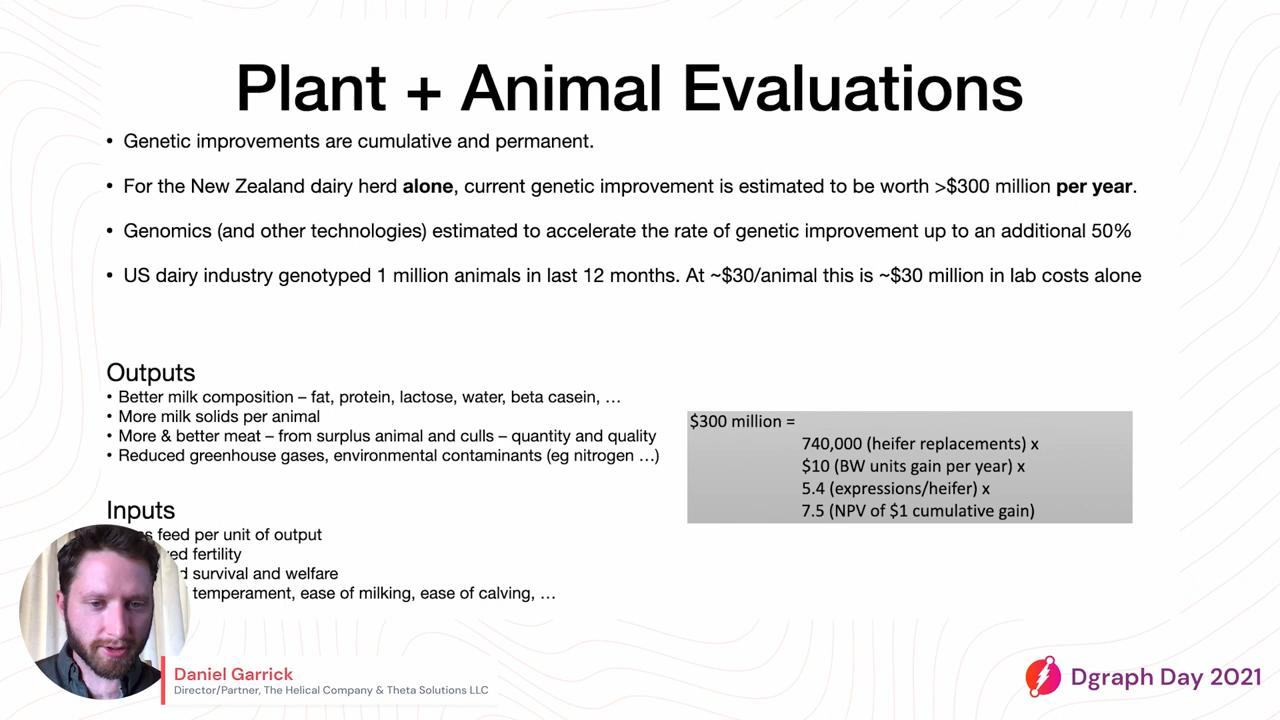 Plant + Animal Evaluations
• Genetic improvements are cumulative and permanent.
• For the New Zealand dairy herd alone, current genetic improvement is estimated to be worth >$300 million per year.
• Genomics (and other technologies) estimated to accelerate the rate of genetic improvement up to an additional 50%
• US dairy industry genotyped 1 million animals in last 12 months. At ~$30/animal this is ~$30 million in lab costs alone
Outputs
• Better milk composition – fat, protein, lactose, water, beta casein, …
• More milk solids per animal
• More & better meat – from surplus animal and culls – quantity and quality
• Reduced greenhouse gases, environmental contaminants (eg nitrogen …)
$300 million =
740,000 (heifer replacements) x
$10 (BW units gain per year) x
5.4 (expressions/heifer) x
7.5 (NPV of $1 cumulative gain)
Inputs
feed per unit of output
fertility
survival and welfare
temperament, ease of milking, ease of calving, …
Daniel Garrick
Director/Partner, The Helical Company & Theta Solutions LLC
Dgraph Day 2021